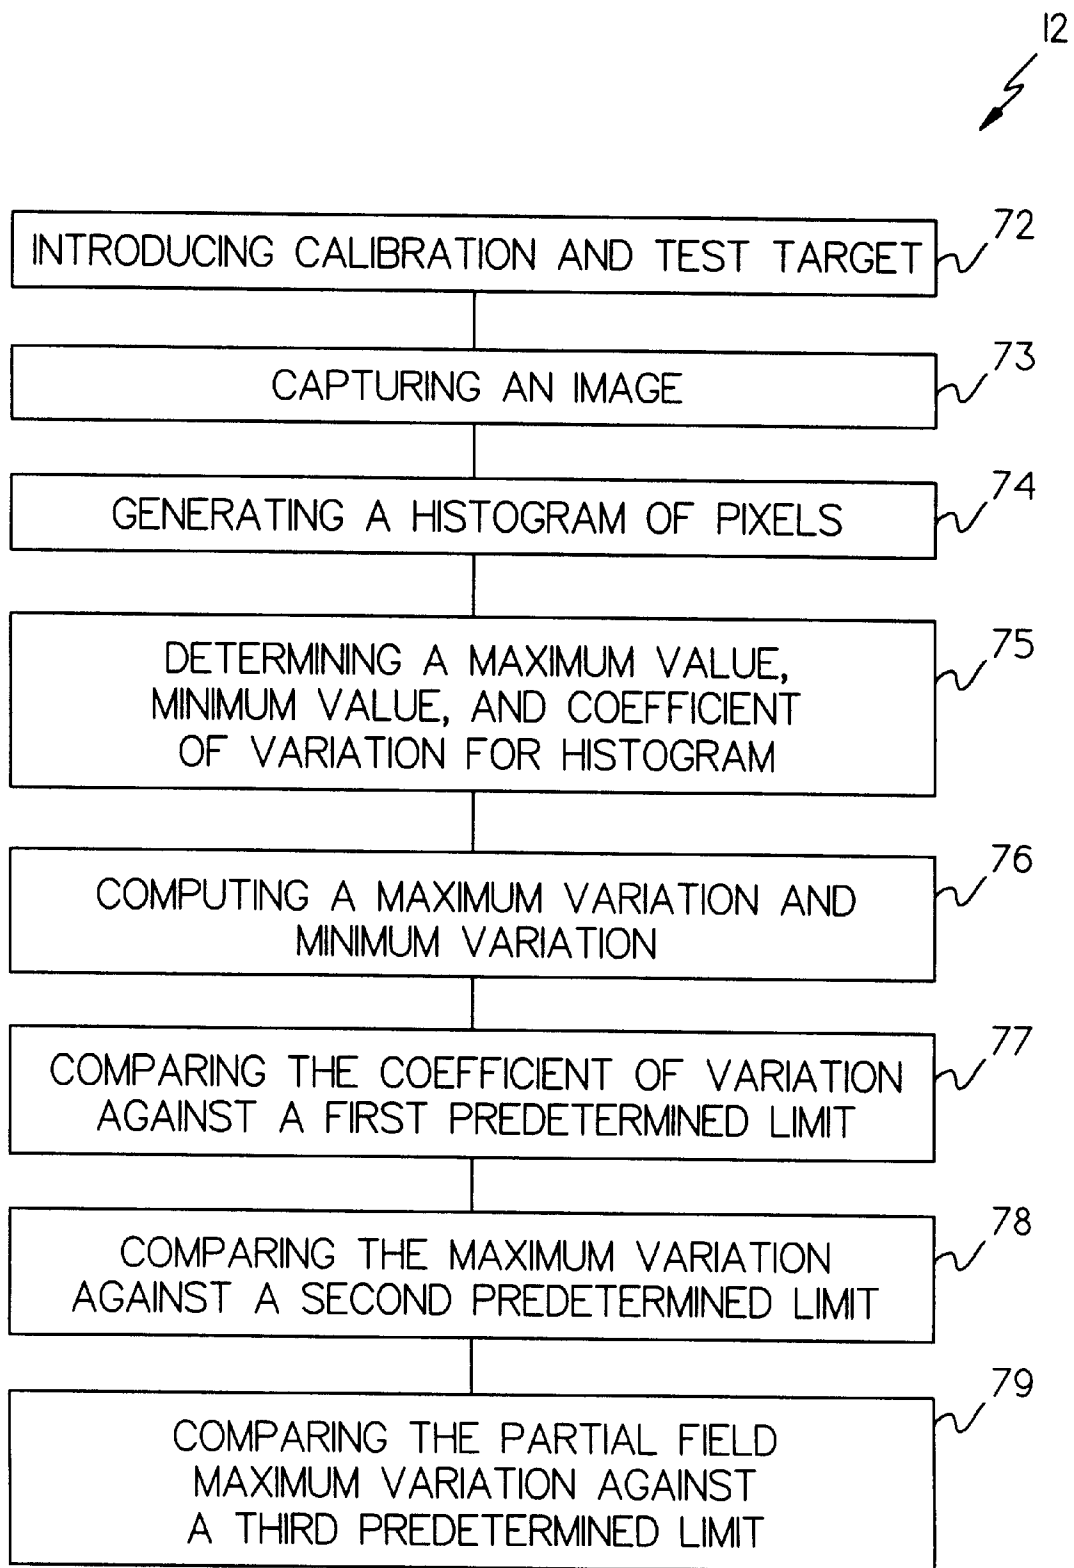 12
INTRODUCING CALIBRATION AND TEST TARGET
72
CAPTURING AN IMAGE
73
GENERATING A HISTOGRAM OF PIXELS
74
DETERMINING A MAXIMUM VALUE,
MINIMUM VALUE, AND COEFFICIENT
OF VARIATION FOR HISTOGRAM
75
COMPUTING A MAXIMUM VARIATION AND
MINIMUM VARIATION
76
COMPARING THE COEFFICIENT OF VARIATION
AGAINST A FIRST PREDETERMINED LIMIT
77
COMPARING THE MAXIMUM VARIATION
AGAINST A SECOND PREDETERMINED LIMIT
78
COMPARING THE PARTIAL FIELD
MAXIMUM VARIATION AGAINST
A THIRD PREDETERMINED LIMIT
79